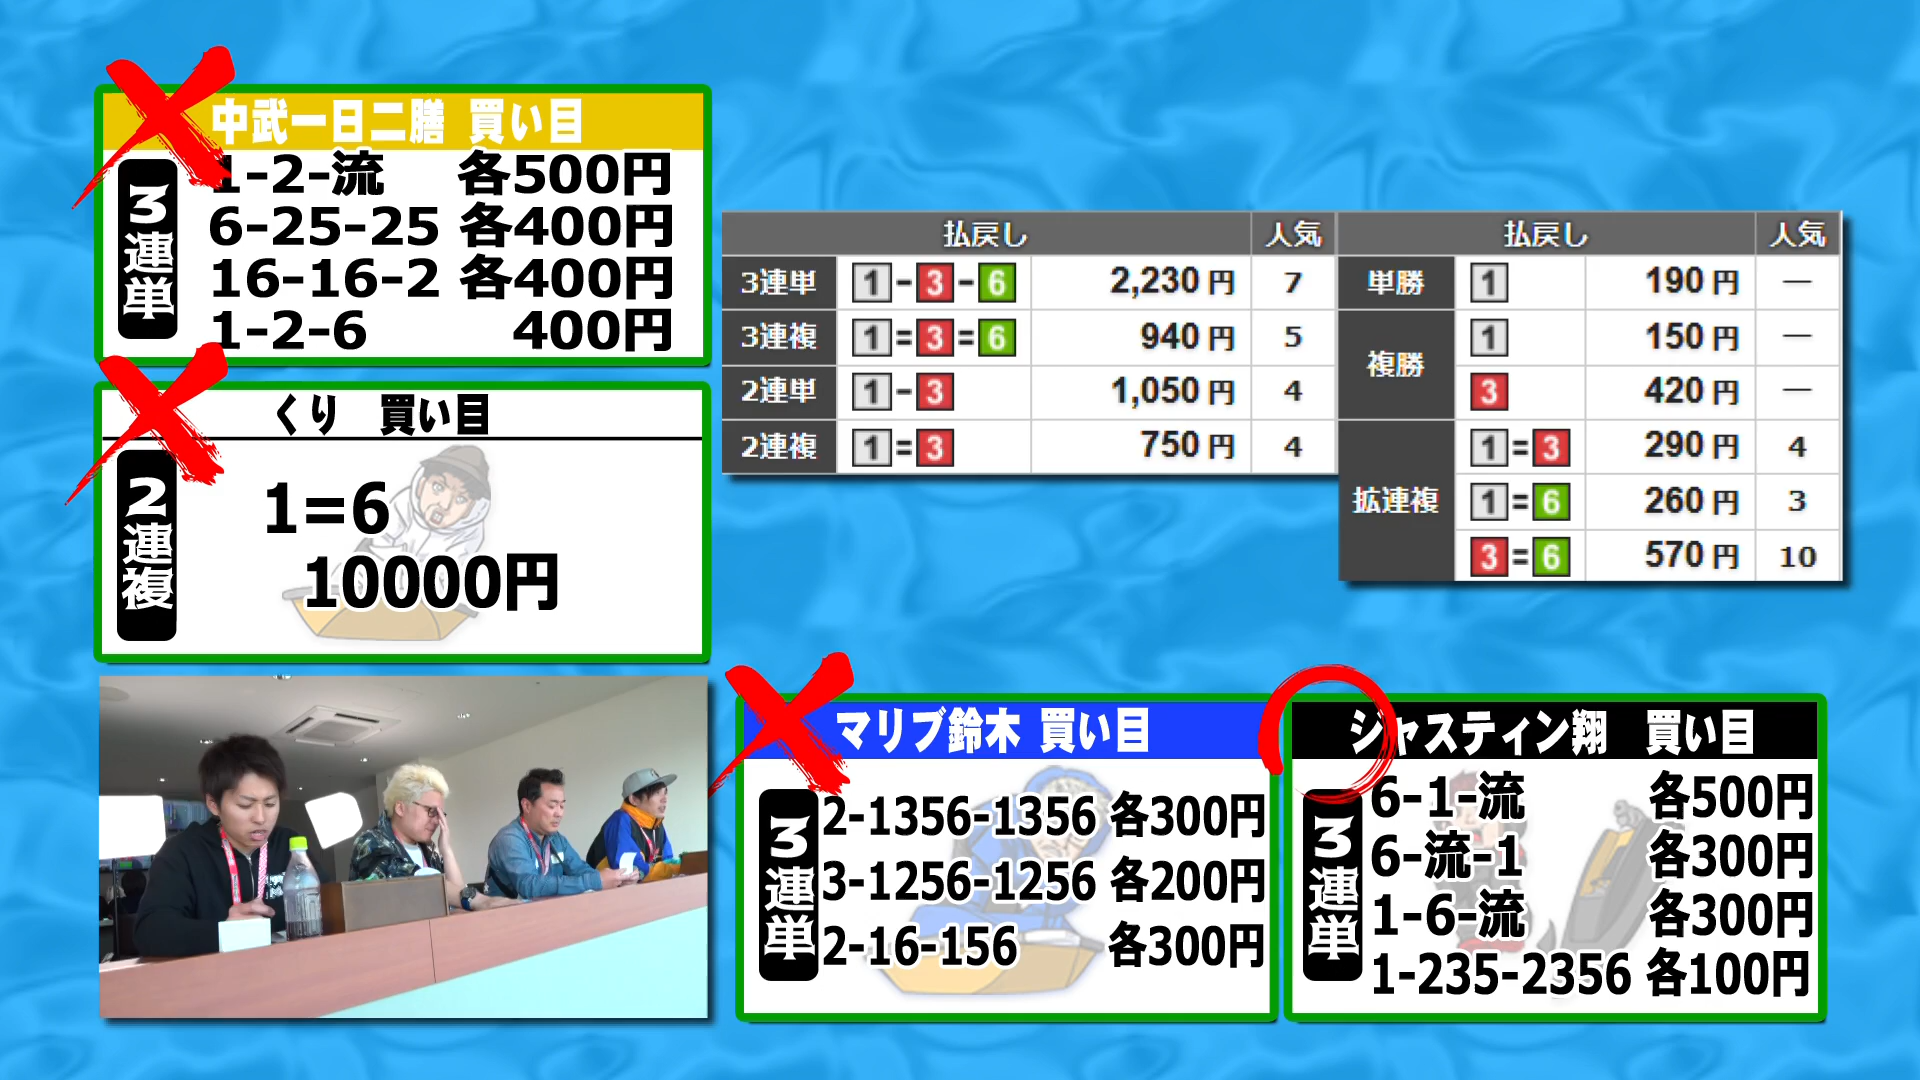 中武一日二膳 買い目
3連単
1-2-流 各500円
6-25-25 各400円
16-16-2 各400円
1-2-6 400円
くり 買い目
2連複
1=6
10000円
払戻し 人気
3連単 1-3-6 2,230円 7
3連複 1=3=6 940円 5
2連単 1-3 1,050円 4
2連複 1=3 750円 4
払戻し 人気
単勝 1 190円 —
複勝 1 150円 —
3 420円 —
拡連複 1=3 290円 4
1=6 260円 3
3=6 570円 10
マリブ鈴木 買い目
3連単
2-1356-1356 各300円
3-1256-1256 各200円
2-16-156 各300円
ジャスティン翔 買い目
3連単
6-1-流 各500円
6-流-1 各300円
1-6-流 各300円
1-235-2356 各100円